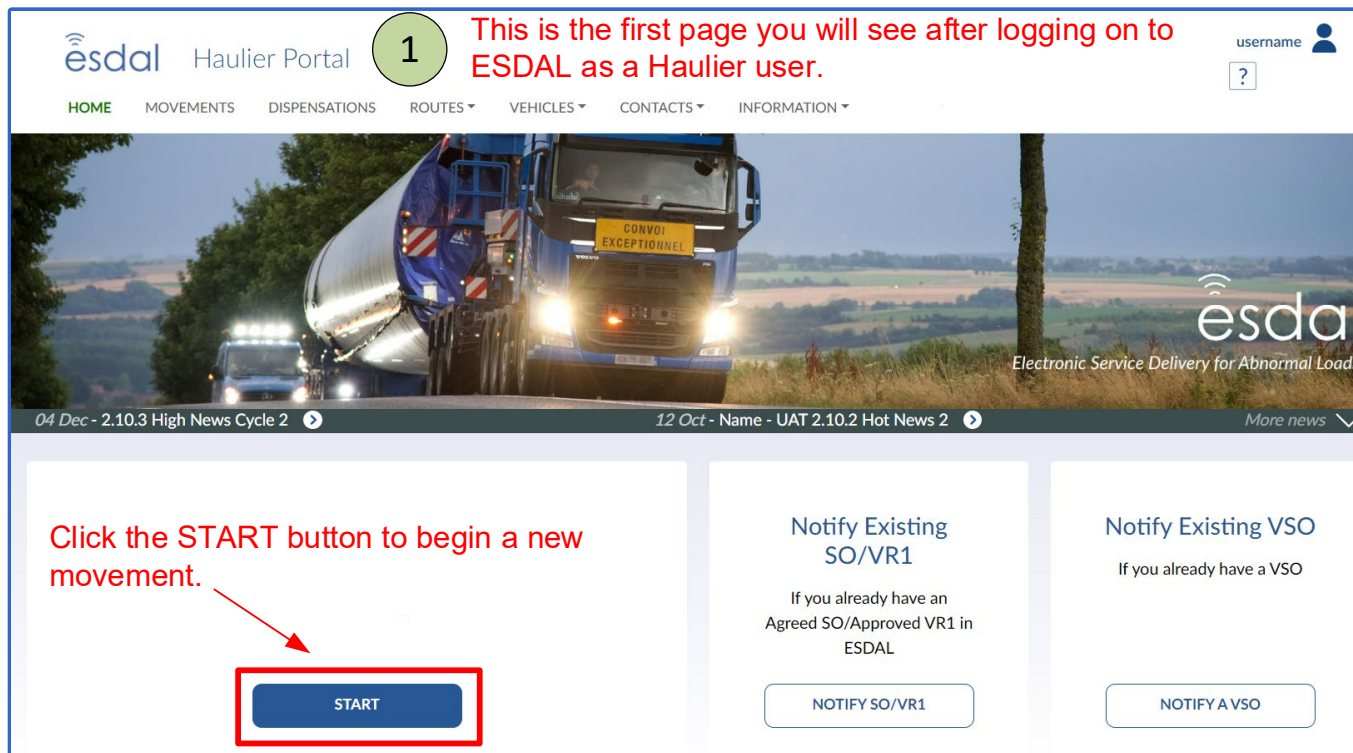 esdal Haulier Portal
1
This is the first page you will see after logging on to
ESDAL as a Haulier user.
username
?
HOME MOVEMENTS DISPENSATIONS ROUTES VEHICLES CONTACTS INFORMATION
CONVOI
EXCEPTIONNEL
VOLVO
esda
Electronic Service Delivery for Abnormal Load
04 Dec - 2.10.3 High News Cycle 2
12 Oct - Name - UAT 2.10.2 Hot News 2
More news
Click the START button to begin a new
movement.
START
Notify Existing
SO/VR1
If you already have an
Agreed SO/Approved VR1 in
ESDAL
NOTIFY SO/VR1
Notify Existing VSO
If you already have a VSO
NOTIFY A VSO